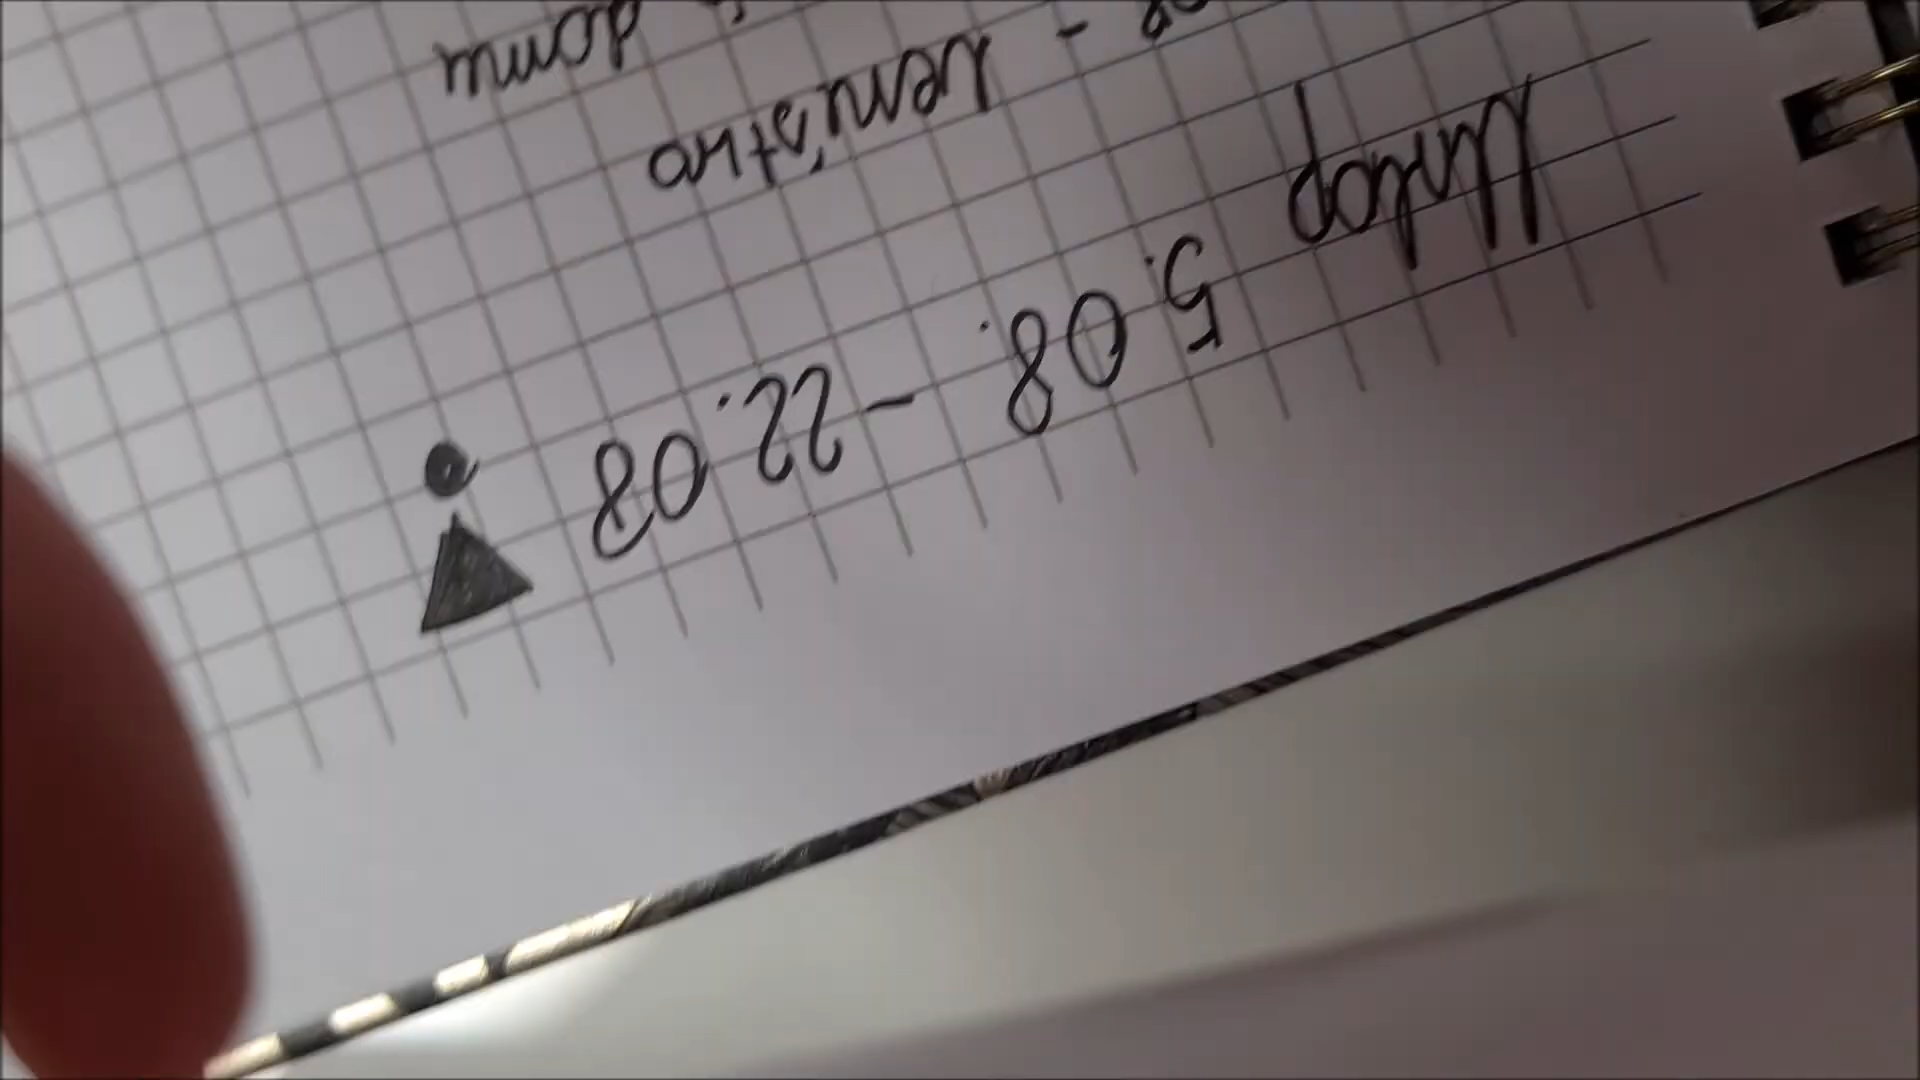 Urlop 5.08. - 22.08 !
- lenistwo
domu